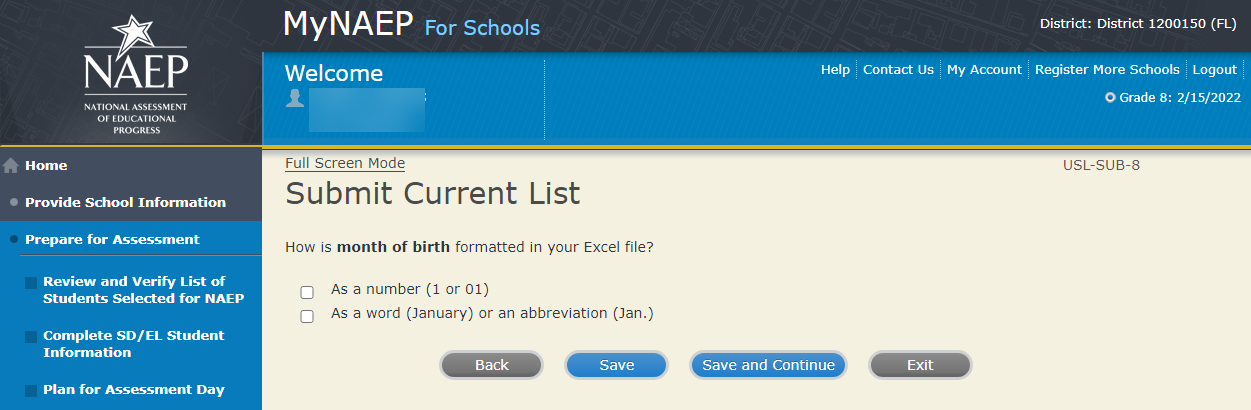 MyNAEP For Schools
District: District 1200150 (FL)
NAEP
NATIONAL ASSESSMENT
OF EDUCATIONAL
PROGRESS
Welcome
Help
Contact Us
My Account
Register More Schools
Logout
Grade 8: 2/15/2022
Home
Provide School Information
Prepare for Assessment
Review and Verify List of
Students Selected for NAEP
Complete SD/EL Student
Information
Plan for Assessment Day
Full Screen Mode
USL-SUB-8
Submit Current List
How is month of birth formatted in your Excel file?
As a number (1 or 01)
As a word (January) or an abbreviation (Jan.)
Back
Save
Save and Continue
Exit